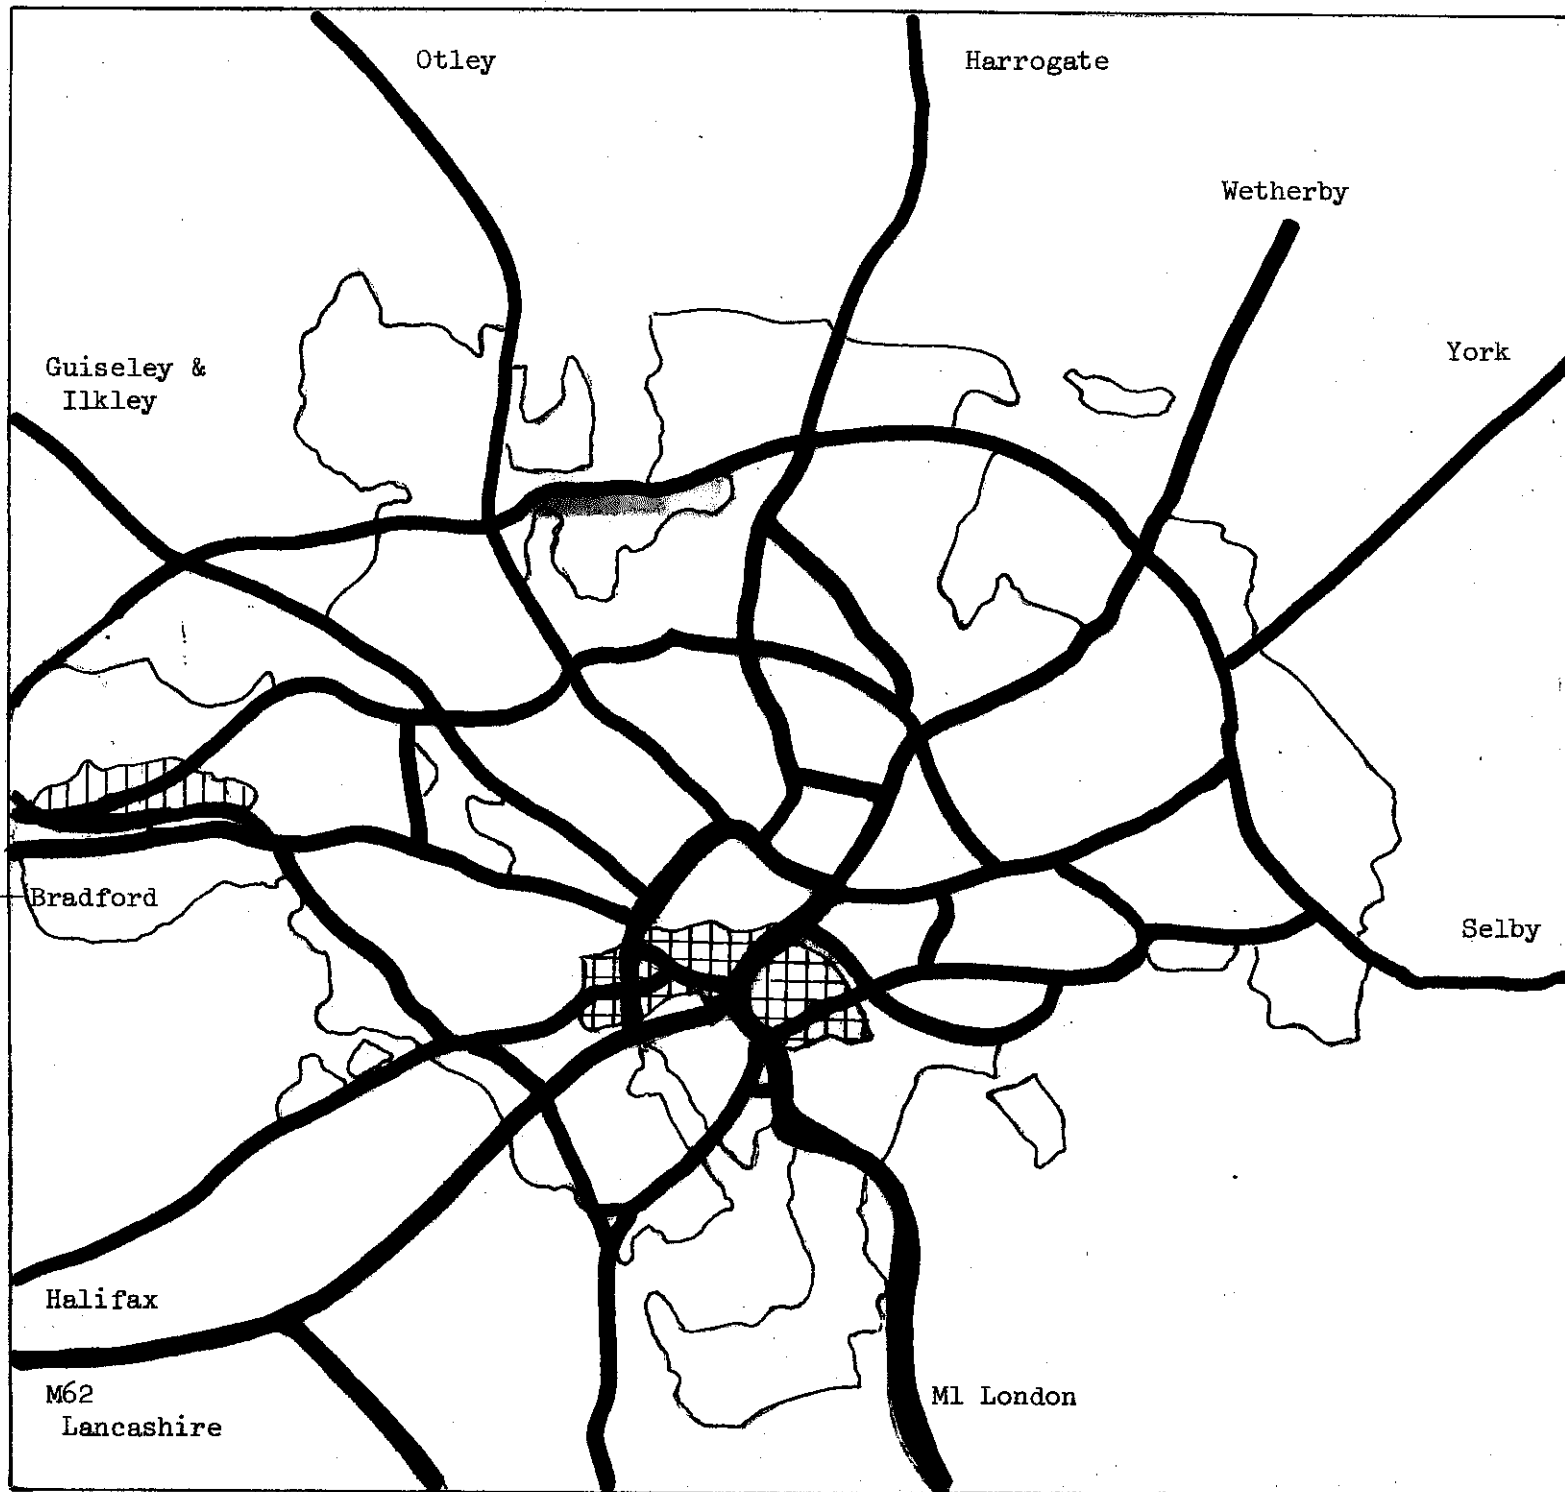 Otley
Harrogate
Wetherby
Guiseley &
Ilkley
York
Bradford
Selby
Halifax
M62
Lancashire
M1 London